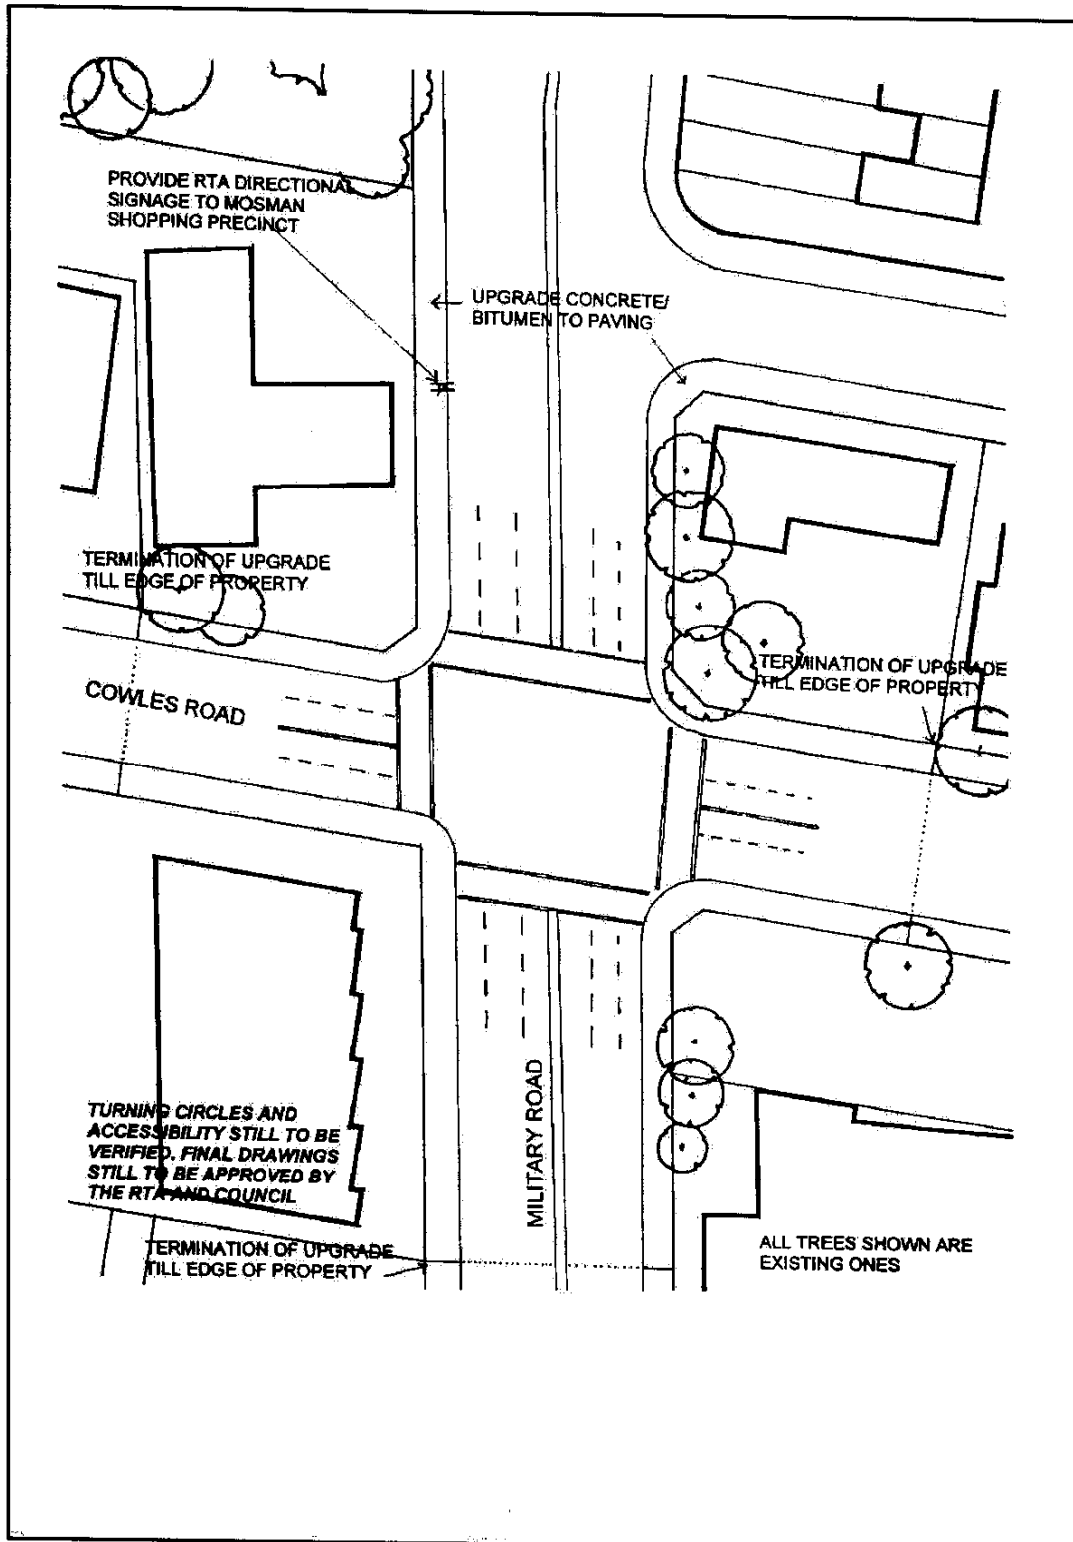 PROVIDE RTA DIRECTIONAL
SIGNAGE TO MOSMAN
SHOPPING PRECINCT
UPGRADE CONCRETE/
BITUMEN TO PAVING
TERMINATION OF UPGRADE
TILL EDGE OF PROPERTY
TERMINATION OF UPGRADE
TILL EDGE OF PROPERTY
COWLES ROAD
MILITARY ROAD
TURNING CIRCLES AND
ACCESSIBILITY STILL TO BE
VERIFIED. FINAL DRAWINGS
STILL TO BE APPROVED BY
THE RTA AND COUNCIL
TERMINATION OF UPGRADE
TILL EDGE OF PROPERTY
ALL TREES SHOWN ARE
EXISTING ONES